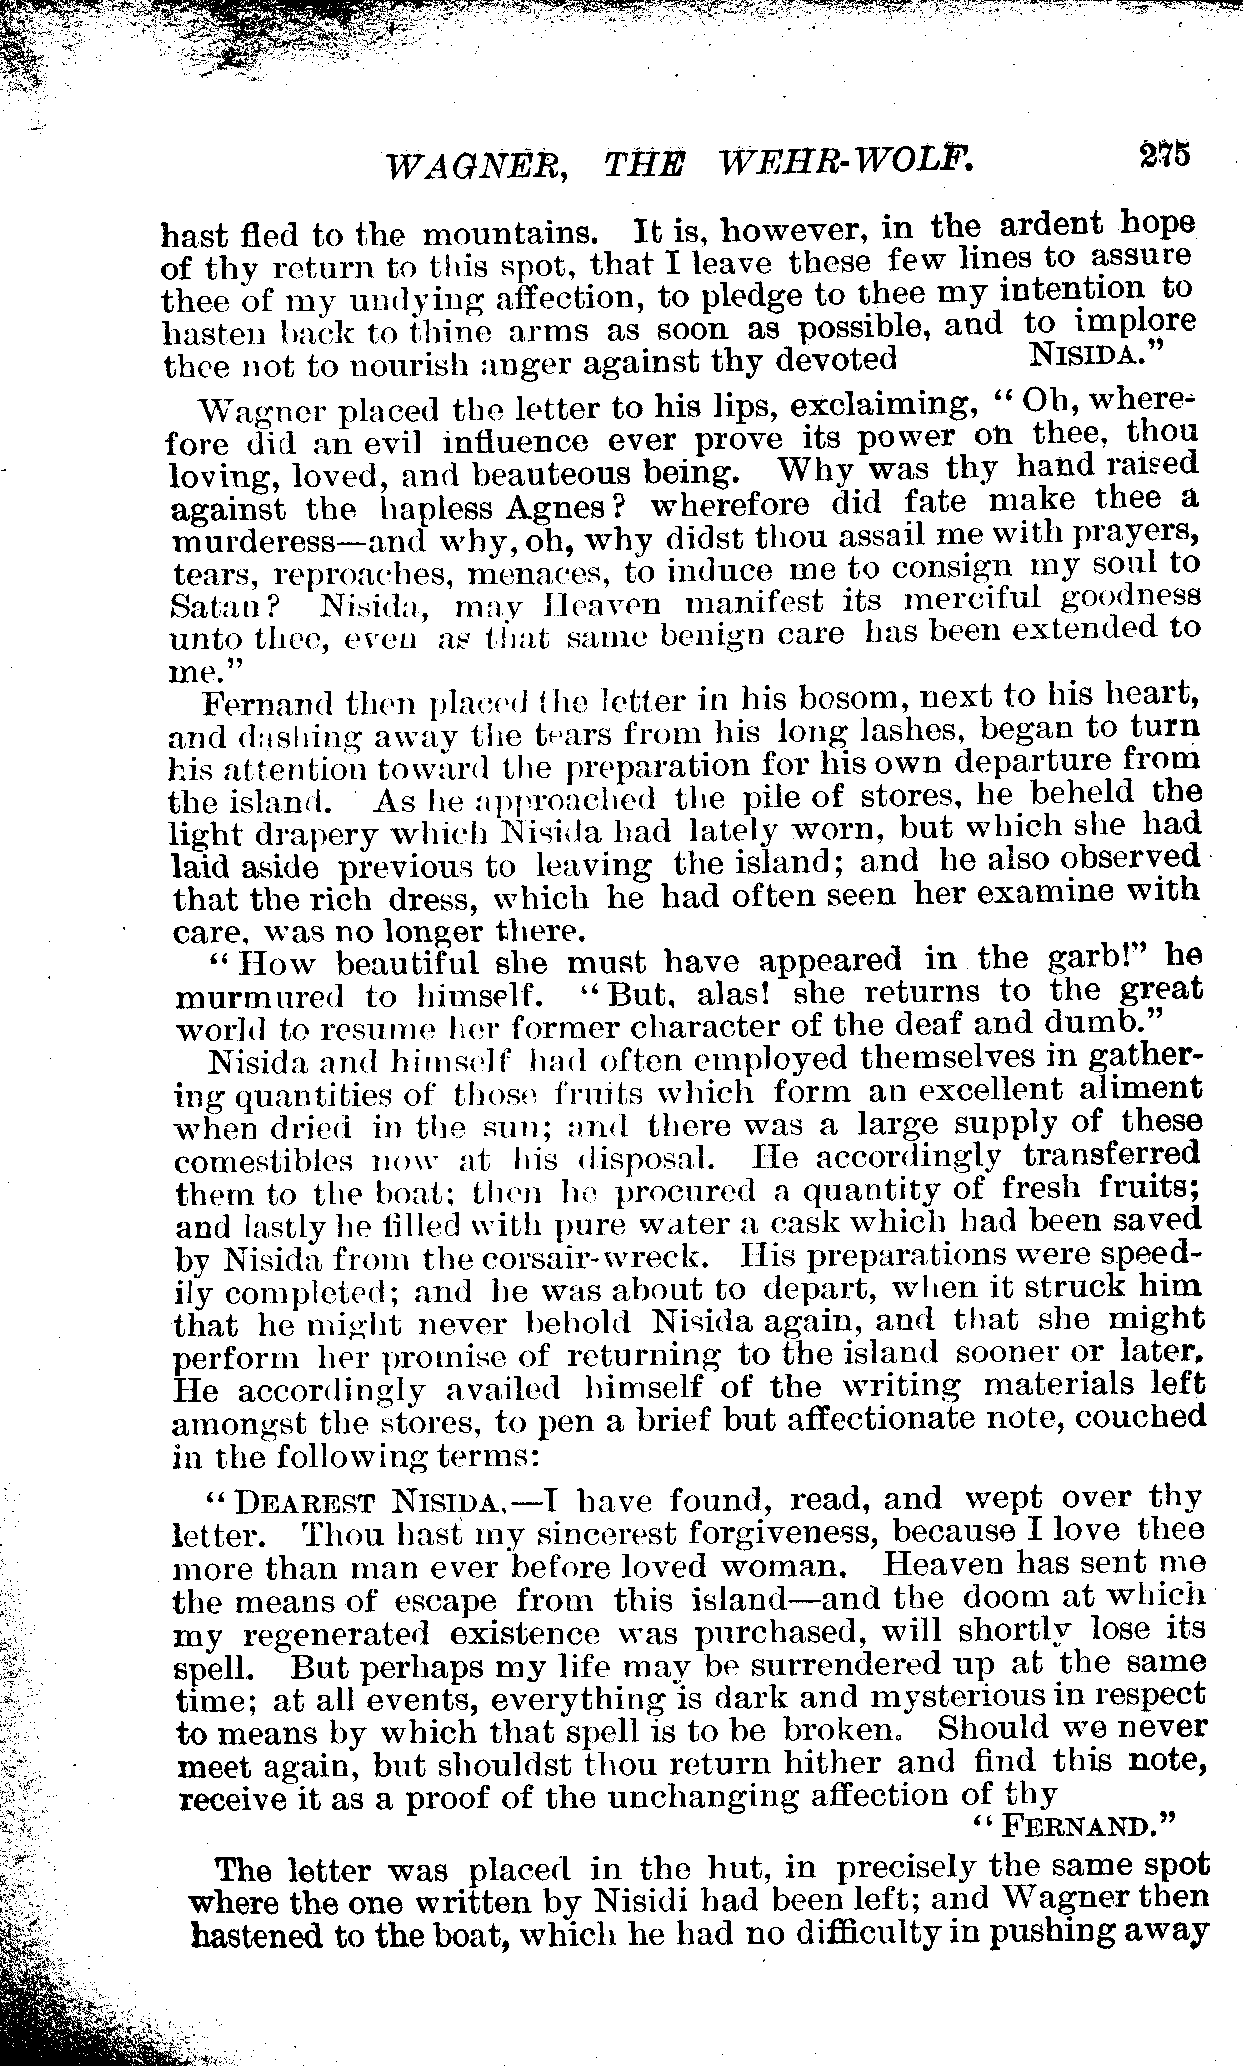 WAGNER, THE WEHR-WOLF. 275
hast fled to the mountains. It is, however, in the ardent hope
of thy return to this spot, that I leave these few lines to assure
thee of my undying affection, to pledge to thee my intention to
hasten back to thine arms as soon as possible, and to implore
thee not to nourish anger against thy devoted NISIDA."
Wagner placed the letter to his lips, exclaiming, "Oh, where-
fore did an evil influence ever prove its power on thee, thou
loving, loved, and beauteous being. Why was thy hand raised
against the hapless Agnes? wherefore did fate make thee a
murderess—and why, oh, why didst thou assail me with prayers,
tears, reproaches, menaces, to induce me to consign my soul to
Satan? Nisida, may Heaven manifest its merciful goodness
unto thee, even as that same benign care has been extended to
me."
Fernand then placed the letter in his bosom, next to his heart,
and dashing away the tears from his long lashes, began to turn
his attention toward the preparation for his own departure from
the island. As he approached the pile of stores, he beheld the
light drapery which Nisida had lately worn, but which she had
laid aside previous to leaving the island; and he also observed
that the rich dress, which he had often seen her examine with
care, was no longer there.
"How beautiful she must have appeared in the garb!" he
murmured to himself. "But, alas! she returns to the great
world to resume her former character of the deaf and dumb."
Nisida and himself had often employed themselves in gather-
ing quantities of those fruits which form an excellent aliment
when dried in the sun; and there was a large supply of these
comestibles now at his disposal. He accordingly transferred
them to the boat; then he procured a quantity of fresh fruits;
and lastly he filled with pure water a cask which had been saved
by Nisida from the corsair-wreck. His preparations were speed-
ily completed; and he was about to depart, when it struck him
that he might never behold Nisida again, and that she might
perform her promise of returning to the island sooner or later.
He accordingly availed himself of the writing materials left
amongst the stores, to pen a brief but affectionate note, couched
in the following terms:
"DEAREST NISIDA,—I have found, read, and wept over thy
letter. Thou hast my sincerest forgiveness, because I love thee
more than man ever before loved woman. Heaven has sent me
the means of escape from this island—and the doom at which
my regenerated existence was purchased, will shortly lose its
spell. But perhaps my life may be surrendered up at the same
time; at all events, everything is dark and mysterious in respect
to means by which that spell is to be broken. Should we never
meet again, but shouldst thou return hither and find this note,
receive it as a proof of the unchanging affection of thy
"FERNAND."
The letter was placed in the hut, in precisely the same spot
where the one written by Nisidi had been left; and Wagner then
hastened to the boat, which he had no difficulty in pushing away